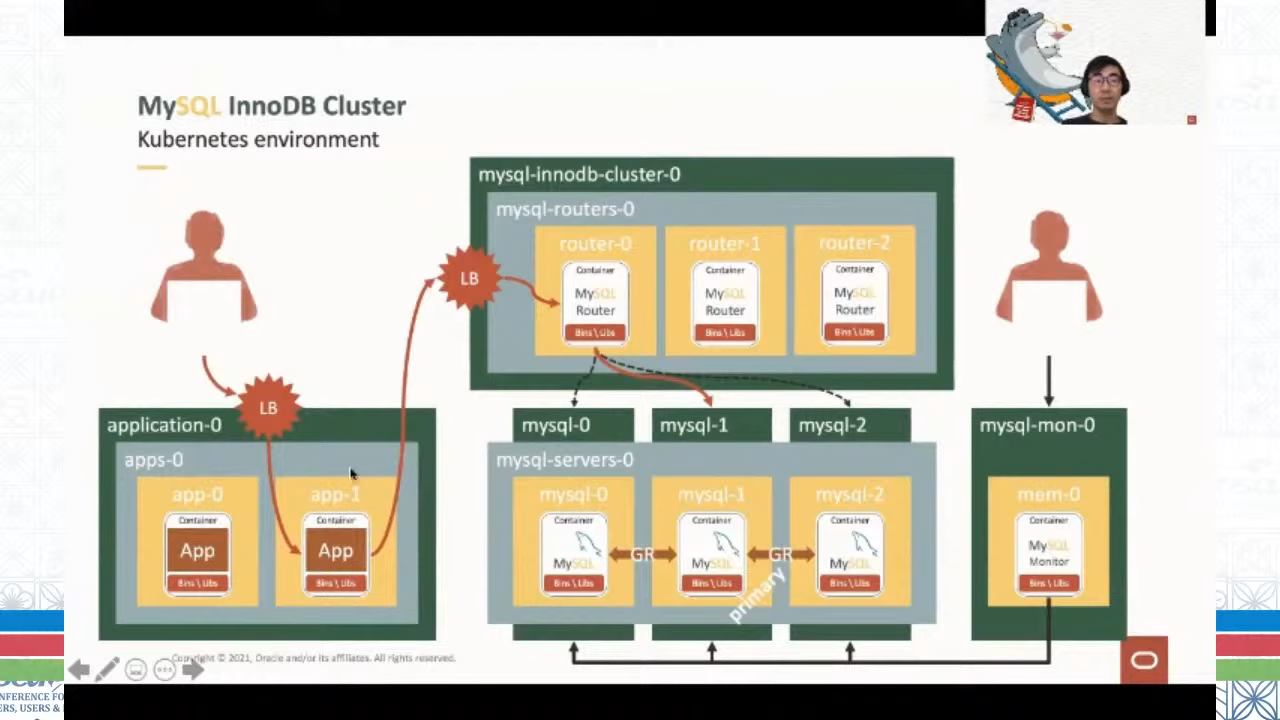 MySQL InnoDB Cluster
Kubernetes environment
mysql-innodb-cluster-0
mysql-routers-0
router-0
router-1
router-2
Container
Container
Container
MySQL
Router
MySQL
Router
MySQL
Router
Bins \ Libs
Bins \ Libs
Bins \ Libs
LB
LB
application-0
apps-0
app-0
app-1
Container
Container
App
App
Bins \ Libs
Bins \ Libs
mysql-0
mysql-1
mysql-2
mysql-servers-0
mysql-0
mysql-1
mysql-2
Container
Container
Container
GR
GR
MySQL
MySQL
MySQL
Bins \ Libs
Bins \ Libs
Bins \ Libs
primary
mysql-mon-0
mem-0
Container
MySQL
Monitor
Bins \ Libs
Copyright © 2021, Oracle and/or its affiliates. All rights reserved.